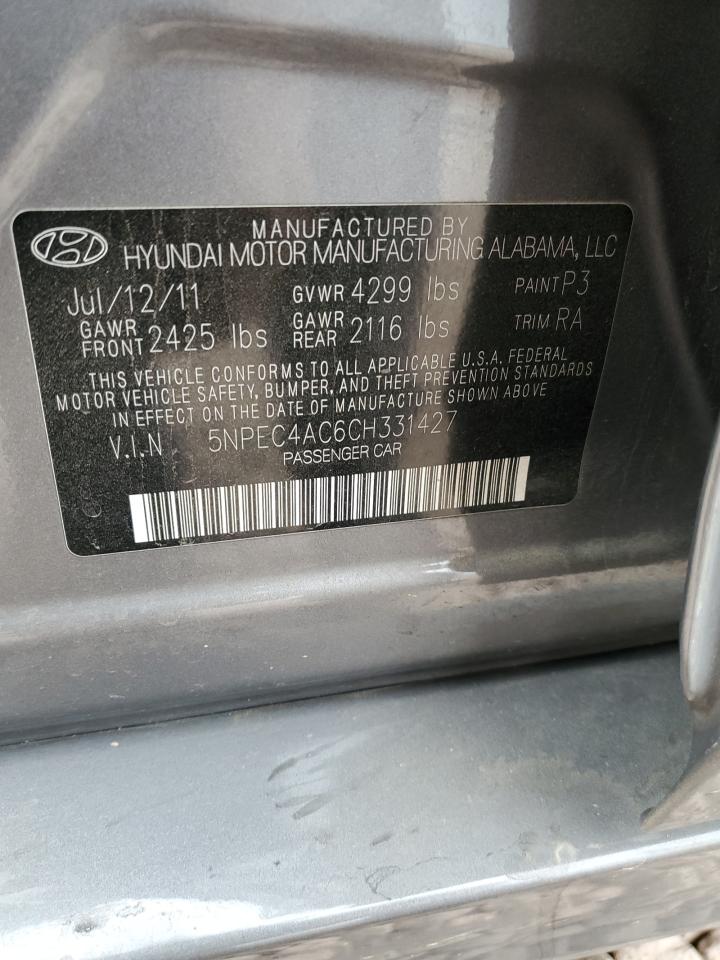 MANUFACTURED BY
HYUNDAI MOTOR MANUFACTURING ALABAMA, LLC
Jul/12/11 GVWR 4299 lbs PAINT P3
GAWR FRONT 2425 lbs GAWR REAR 2116 lbs TRIM RA
THIS VEHICLE CONFORMS TO ALL APPLICABLE U.S.A. FEDERAL
MOTOR VEHICLE SAFETY, BUMPER, AND THEFT PREVENTION STANDARDS
IN EFFECT ON THE DATE OF MANUFACTURE SHOWN ABOVE
V.I.N 5NPEC4AC6CH331427
PASSENGER CAR